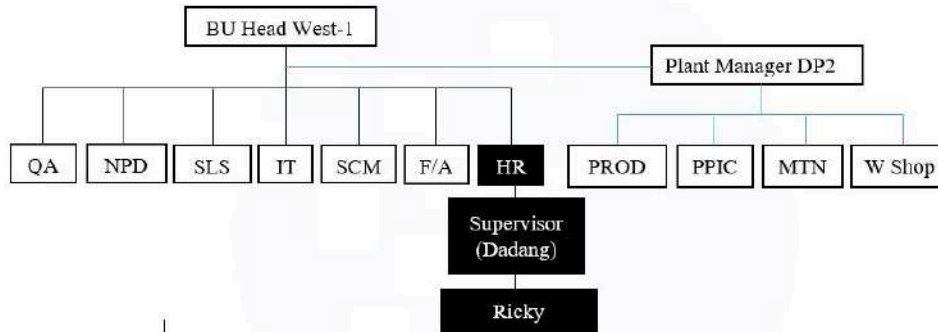 BU Head West-1
Plant Manager DP2
QA
NPD
SLS
IT
SCM
F/A
HR
PROD
PPIC
MTN
W Shop
Supervisor
(Dadang)
Ricky